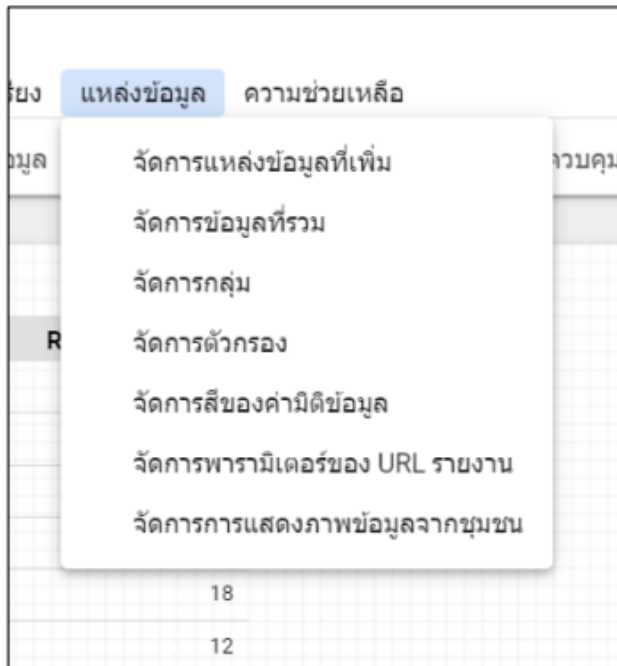 แหล่งข้อมูล ความช่วยเหลือ
จัดการแหล่งข้อมูลที่เพิ่ม
จัดการข้อมูลที่รวม
จัดการกลุ่ม
R จัดการตัวกรอง
จัดการสีของค่ามิติข้อมูล
จัดการพารามิเตอร์ของ URL รายงาน
จัดการการแสดงภาพข้อมูลจากชุมชน
18
12